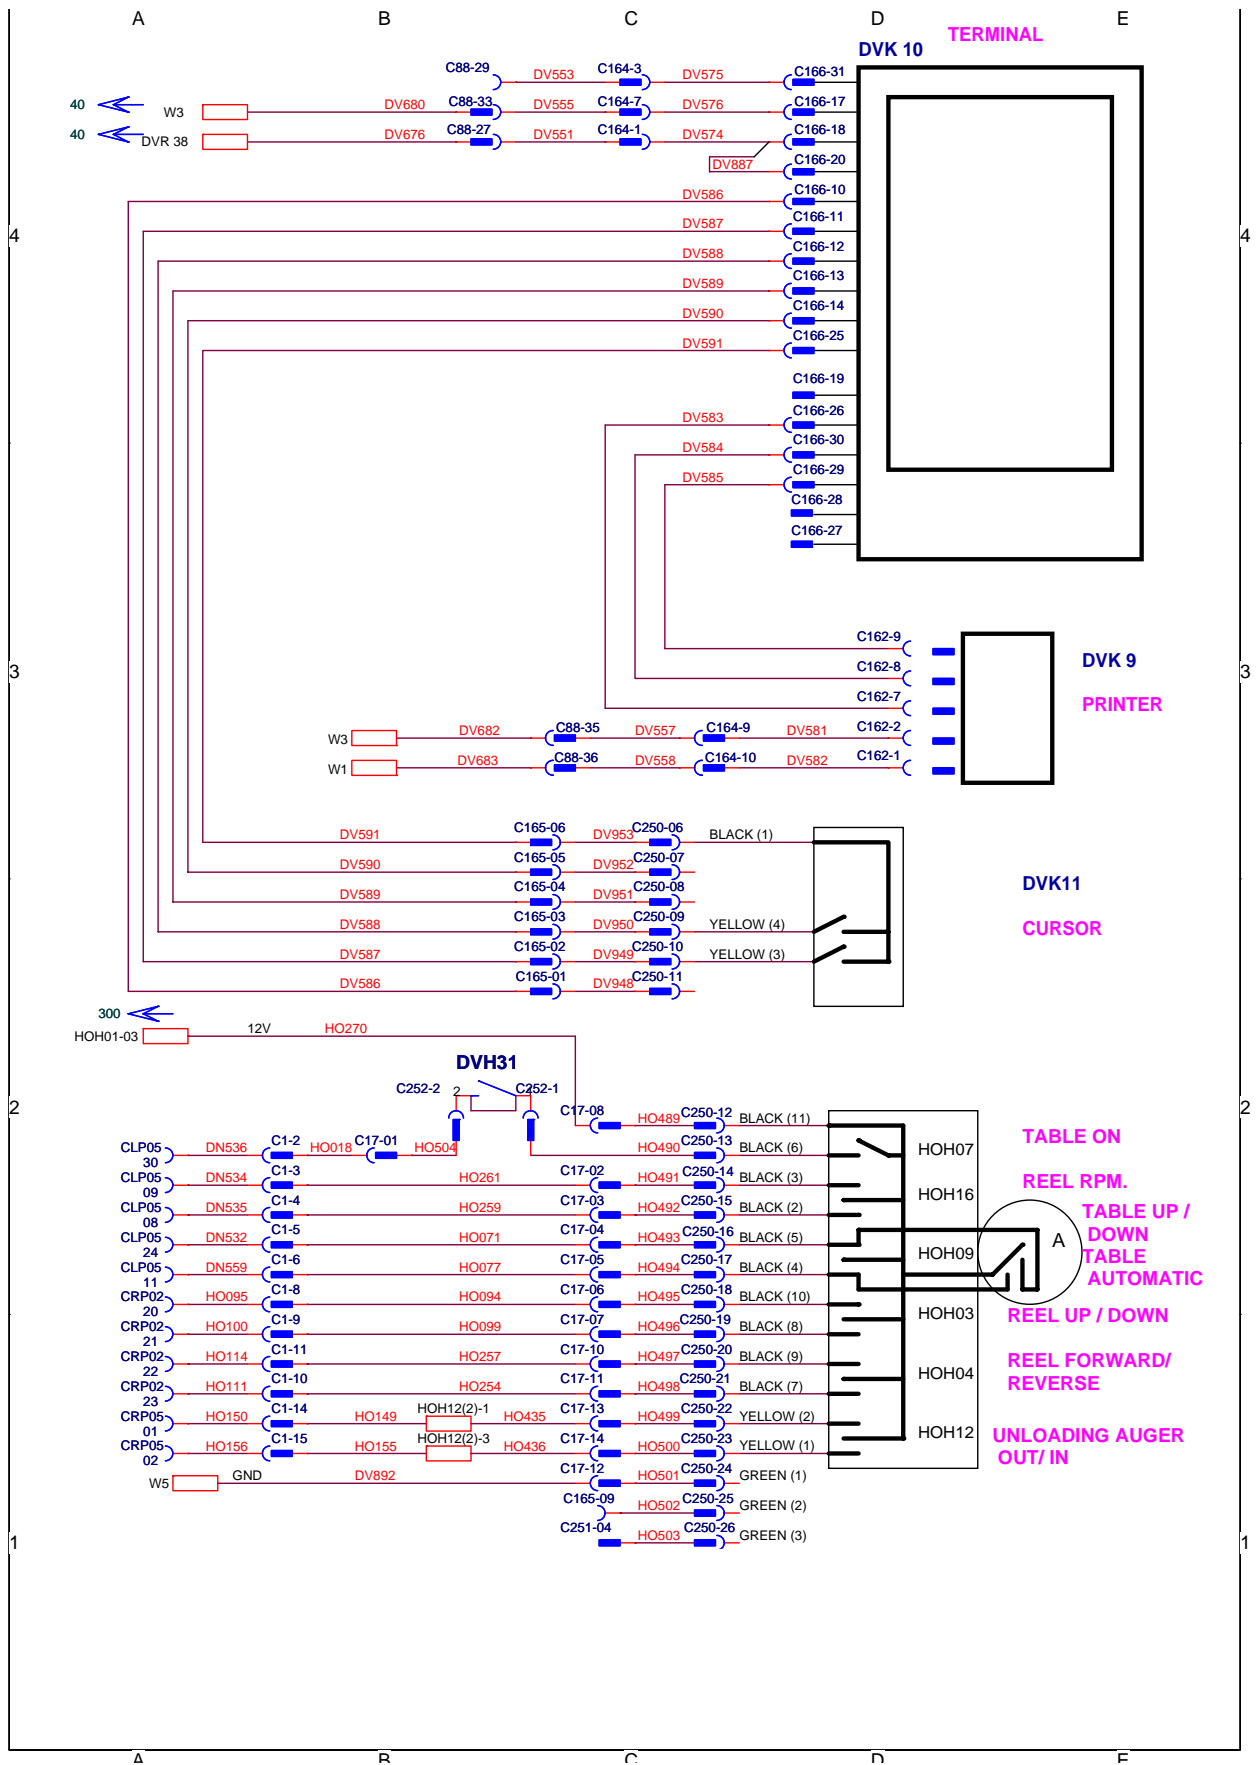 A B C D E
TERMINAL
DVK 10
C88-29 DV553 C164-3 DV575 C166-31
40 W3 DV680 C88-33 DV555 C164-7 DV576 C166-17
40 DVR 38 DV676 C88-27 DV551 C164-1 DV574 C166-18
DV887 C166-20
DV586 C166-10
DV587 C166-11
4 4
DV588 C166-12
DV589 C166-13
DV590 C166-14
DV591 C166-25
C166-19
DV583 C166-26
DV584 C166-30
DV585 C166-29
C166-28
C166-27
C162-9
DVK 9
3 C162-8 3
PRINTER
C162-7
W3 DV682 C88-35 DV557 C164-9 DV581 C162-2
W1 DV683 C88-36 DV558 C164-10 DV582 C162-1
DV591 C165-06 DV953 C250-06 BLACK (1)
DV590 C165-05 DV952 C250-07
DVK11
DV589 C165-04 DV951 C250-08
DV588 C165-03 DV950 C250-09 YELLOW (4)
CURSOR
DV587 C165-02 DV949 C250-10 YELLOW (3)
DV586 C165-01 DV948 C250-11
300
HOH01-03 12V HO270
DVH31
C252-2 2 C252-1
2 2
C17-08 HO489 C250-12 BLACK (11)
TABLE ON
CLP05 30 DN536 C1-2 HO018 C17-01 HO504 HO490 C250-13 BLACK (6) HOH07
CLP05 09 DN534 C1-3 HO261 C17-02 HO491 C250-14 BLACK (3)
REEL RPM.
HOH16
CLP05 08 DN535 C1-4 HO259 C17-03 HO492 C250-15 BLACK (2)
TABLE UP /
DOWN
CLP05 24 DN532 C1-5 HO071 C17-04 HO493 C250-16 BLACK (5)
A
HOH09
TABLE
AUTOMATIC
CLP05 11 DN559 C1-6 HO077 C17-05 HO494 C250-17 BLACK (4)
CRP02 20 HO095 C1-8 HO094 C17-06 HO495 C250-18 BLACK (10)
HOH03
REEL UP / DOWN
CRP02 21 HO100 C1-9 HO099 C17-07 HO496 C250-19 BLACK (8)
CRP02 22 HO114 C1-11 HO257 C17-10 HO497 C250-20 BLACK (9)
HOH04
REEL FORWARD/
REVERSE
CRP02 23 HO111 C1-10 HO254 C17-11 HO498 C250-21 BLACK (7)
CRP05 01 HO150 C1-14 HO149 HOH12(2)-1 HO435 C17-13 HO499 C250-22 YELLOW (2)
HOH12
UNLOADING AUGER
OUT/ IN
CRP05 02 HO156 C1-15 HO155 HOH12(2)-3 HO436 C17-14 HO500 C250-23 YELLOW (1)
W5 GND DV892 C17-12 HO501 C250-24 GREEN (1)
C165-09 HO502 C250-25 GREEN (2)
C251-04 HO503 C250-26 GREEN (3)
1 1
A B C D E